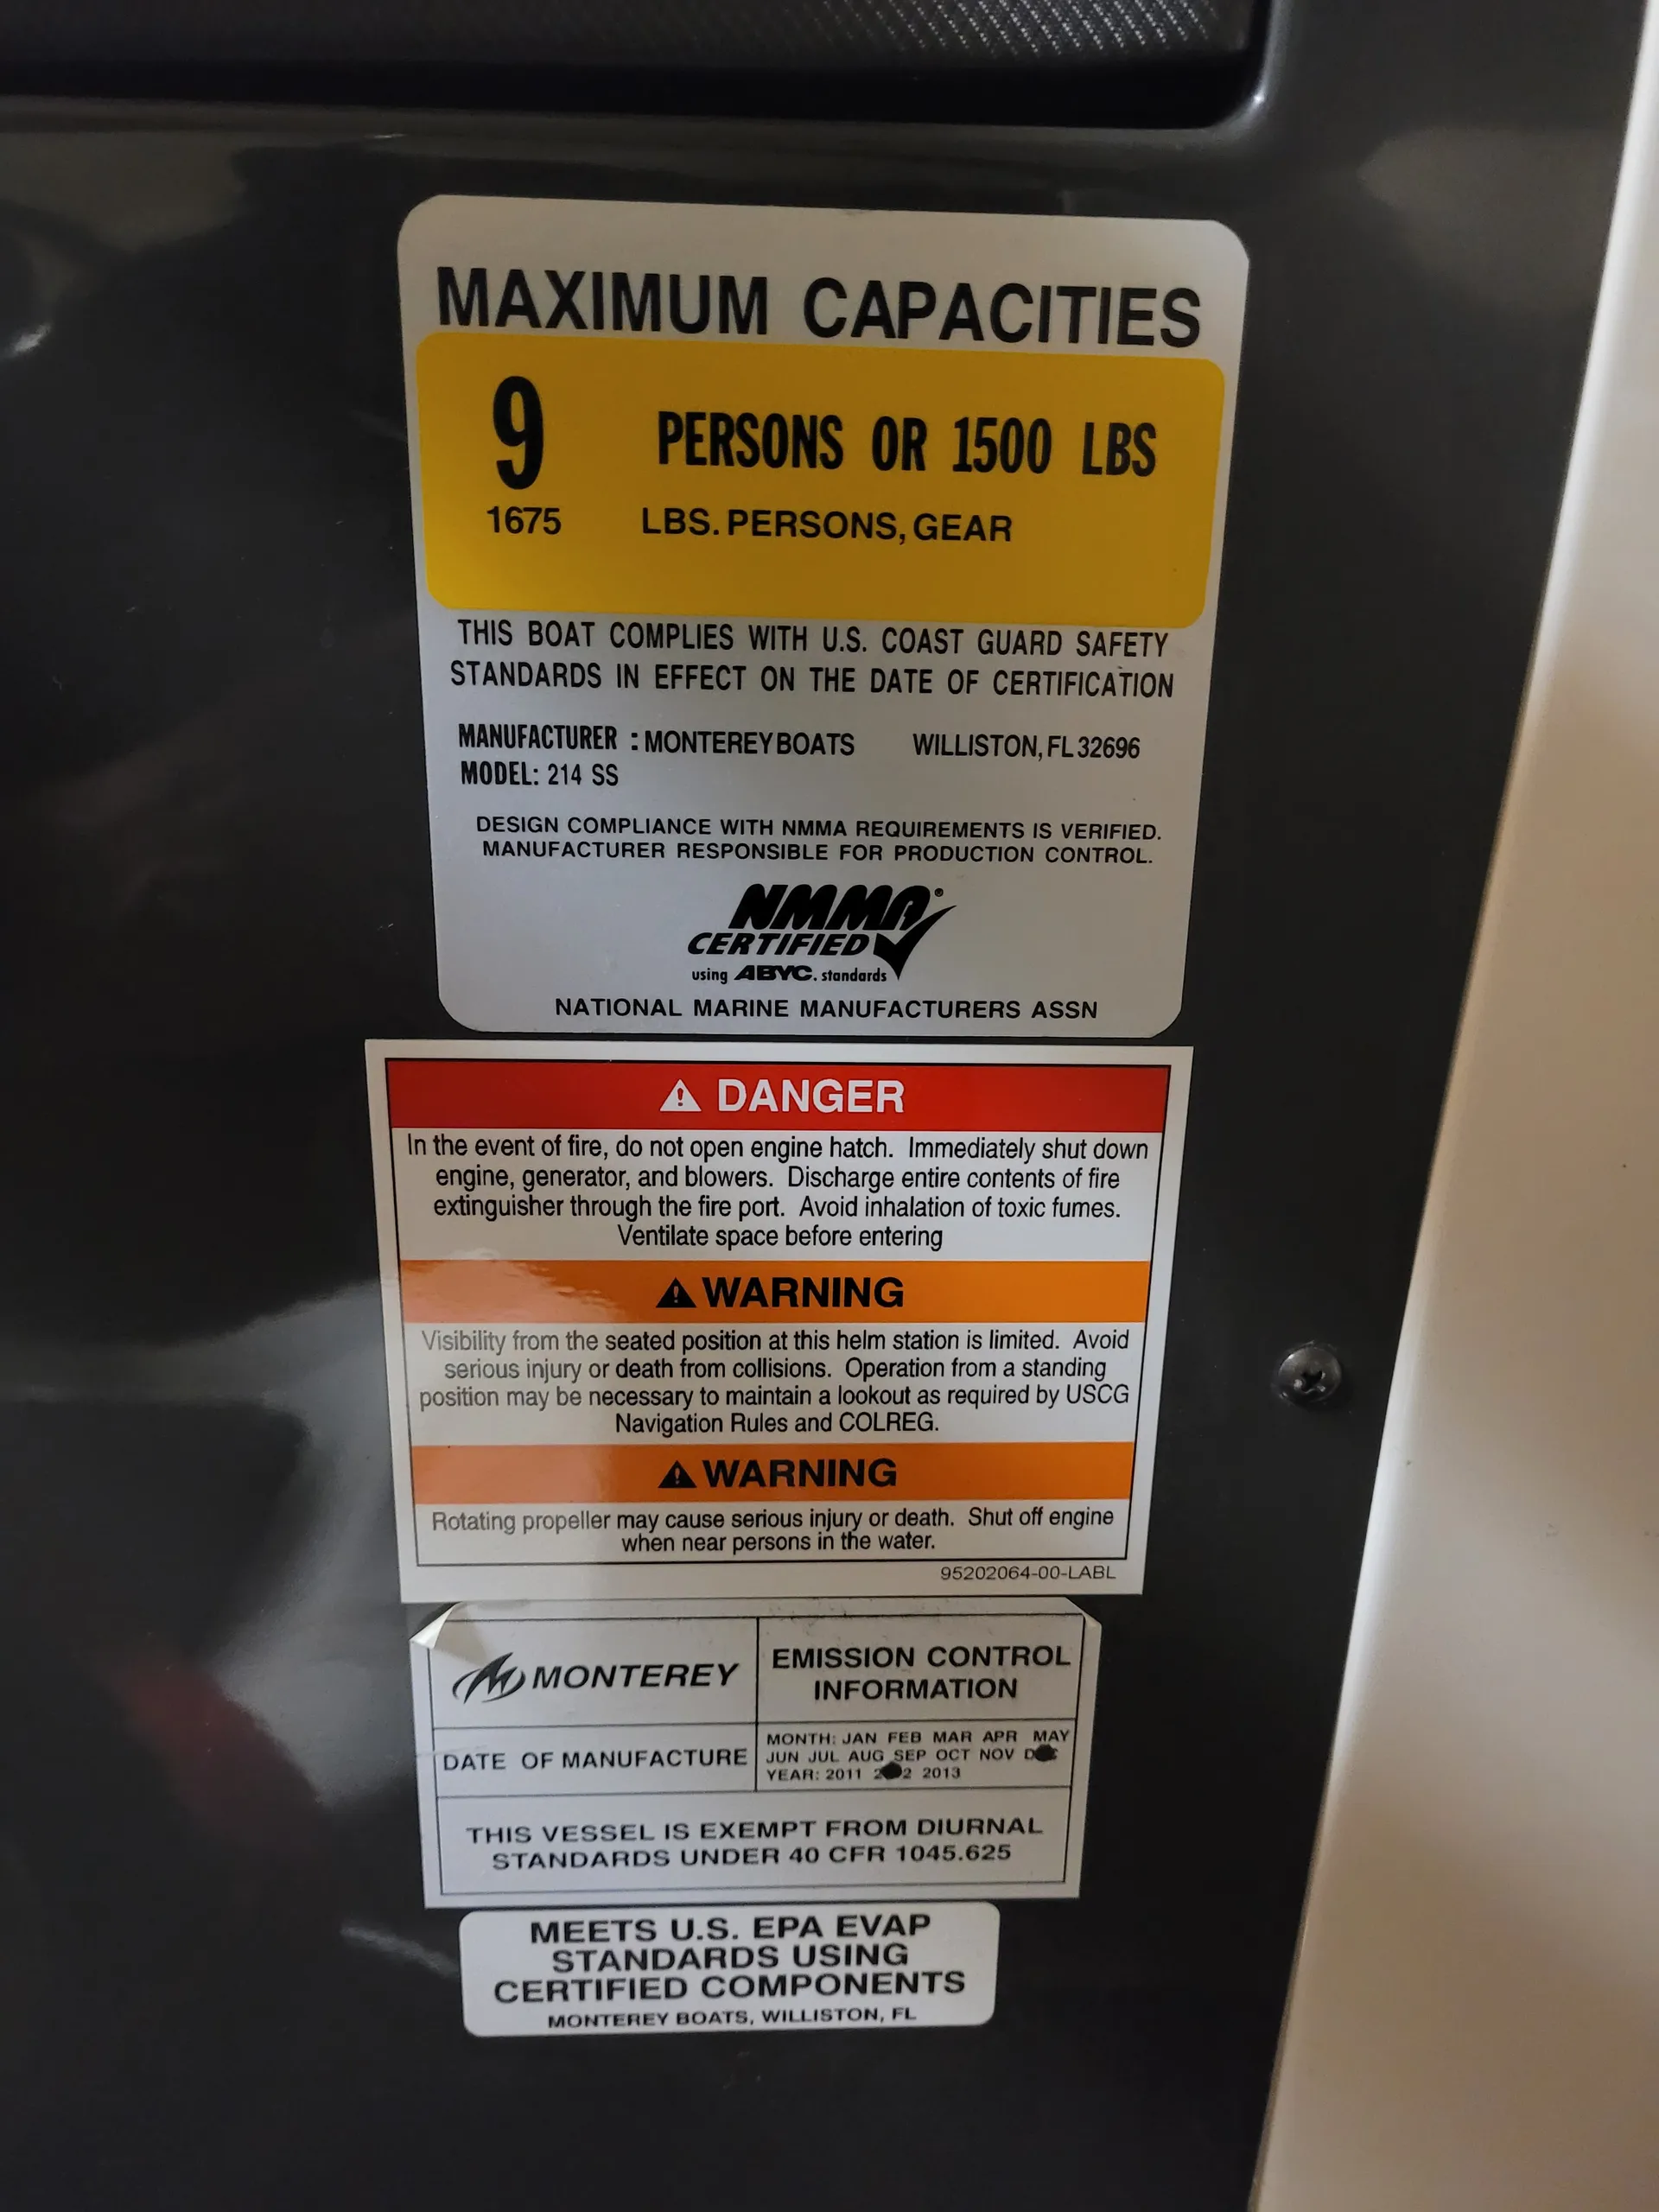 MAXIMUM CAPACITIES
9 PERSONS OR 1500 LBS
1675 LBS. PERSONS, GEAR
THIS BOAT COMPLIES WITH U.S. COAST GUARD SAFETY
STANDARDS IN EFFECT ON THE DATE OF CERTIFICATION
MANUFACTURER : MONTEREY BOATS WILLISTON, FL 32696
MODEL: 214 SS
DESIGN COMPLIANCE WITH NMMA REQUIREMENTS IS VERIFIED.
MANUFACTURER RESPONSIBLE FOR PRODUCTION CONTROL.
NMMA®
CERTIFIED
using ABYC. standards
NATIONAL MARINE MANUFACTURERS ASSN
DANGER
In the event of fire, do not open engine hatch. Immediately shut down
engine, generator, and blowers. Discharge entire contents of fire
extinguisher through the fire port. Avoid inhalation of toxic fumes.
Ventilate space before entering
WARNING
Visibility from the seated position at this helm station is limited. Avoid
serious injury or death from collisions. Operation from a standing
position may be necessary to maintain a lookout as required by USCG
Navigation Rules and COLREG.
WARNING
Rotating propeller may cause serious injury or death. Shut off engine
when near persons in the water.
95202064-00-LABL
MONTEREY
EMISSION CONTROL
INFORMATION
DATE OF MANUFACTURE
MONTH: JAN FEB MAR APR MAY
JUN JUL AUG SEP OCT NOV
YEAR: 2011 2013
THIS VESSEL IS EXEMPT FROM DIURNAL
STANDARDS UNDER 40 CFR 1045.625
MEETS U.S. EPA EVAP
STANDARDS USING
CERTIFIED COMPONENTS
MONTEREY BOATS, WILLISTON, FL